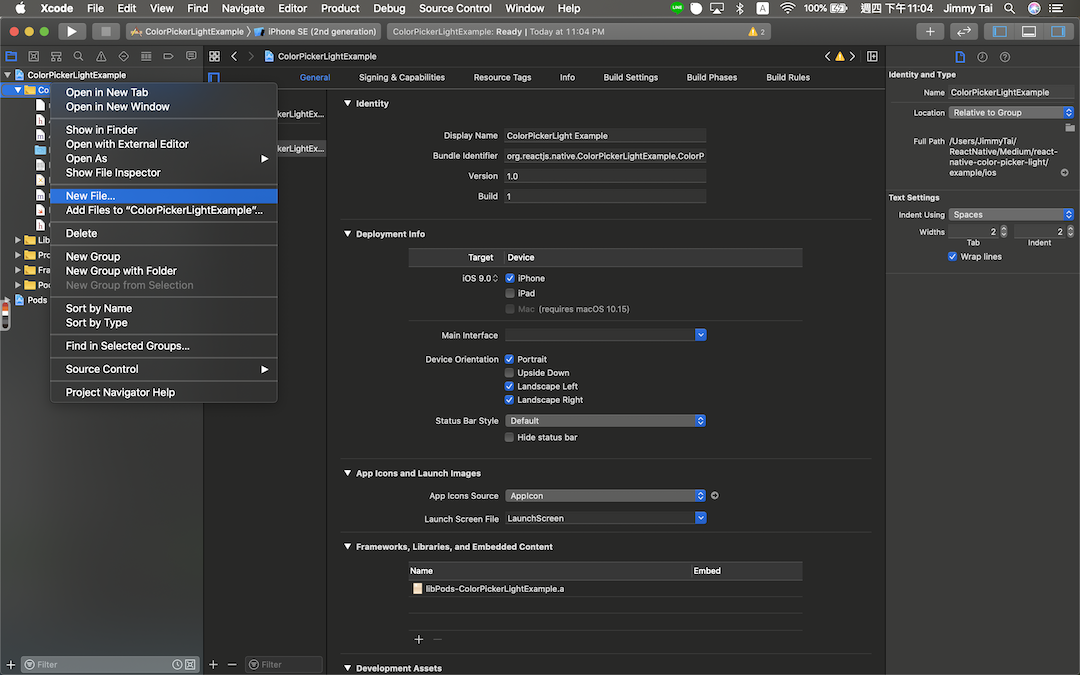 Xcode File Edit View Find Navigate Editor Product Debug Source Control Window Help LINE A 100% 週四 下午11:04 Jimmy Tai
ColorPickerLightExample iPhone SE (2nd generation) ColorPickerLightExample: Ready | Today at 11:04 PM 2
ColorPickerLightExample
ColorPickerLightExample
Co
Lib
Pro
Fra
Poo
Pods
Open in New Tab
Open in New Window
Show in Finder
Open with External Editor
Open As
Show File Inspector
New File...
Add Files to “ColorPickerLightExample”...
Delete
New Group
New Group with Folder
New Group from Selection
Sort by Name
Sort by Type
Find in Selected Groups...
Source Control
Project Navigator Help
Filter
kerLightEx...
kerLightEx...
Filter
General Signing & Capabilities Resource Tags Info Build Settings Build Phases Build Rules
Identity
Display Name ColorPickerLight Example
Bundle Identifier org.reactjs.native.ColorPickerLightExample.ColorP
Version 1.0
Build 1
Deployment Info
Target Device
iOS 9.0 iPhone
iPad
Mac (requires macOS 10.15)
Main Interface
Device Orientation Portrait
Upside Down
Landscape Left
Landscape Right
Status Bar Style Default
Hide status bar
App Icons and Launch Images
App Icons Source AppIcon
Launch Screen File LaunchScreen
Frameworks, Libraries, and Embedded Content
Name Embed
libPods-ColorPickerLightExample.a
Development Assets
Identity and Type
Name ColorPickerLightExample
Location Relative to Group
Full Path /Users/JimmyTai/
ReactNative/Medium/react-
native-color-picker-light/
example/ios
Text Settings
Indent Using Spaces
Widths 2 2
Tab Indent
Wrap lines